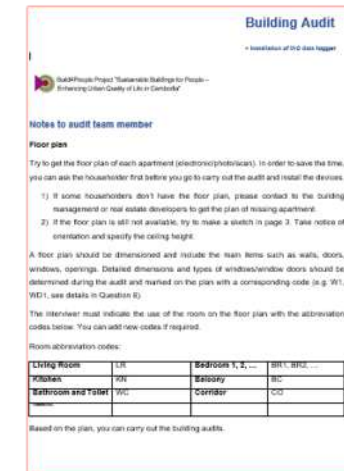 Building Audit
+ Installation of IHD data logger
Build4People Project "Sustainable Buildings for People –
Enhancing Urban Quality of Life in Cambodia"
Notes to audit team member
Floor plan
Try to get the floor plan of each apartment (electronic/photo/scan). In order to save the time,
you can ask the householder first before you go to carry out the audit and install the devices.
1) If some householders don't have the floor plan, please contact to the building
management or real estate developers to get the plan of missing apartment.
2) If the floor plan is still not available, try to make a sketch in page 3. Take notice of
orientation and specify the ceiling height.
A floor plan should be dimensioned and include the main items such as walls, doors,
windows, openings. Detailed dimensions and types of windows/window doors should be
determined during the audit and marked on the plan with a corresponding code (e.g. W1,
WD1, see details in Question 8).
The interviewer must indicate the use of the room on the floor plan with the abbreviation
codes below. You can add new codes if required.
Room abbreviation codes:
Living Room LR Bedroom 1, 2, ... BR1, BR2, ...
Kitchen KN Balcony BC
Bathroom and Toilet WC Corridor CO
Based on the plan, you can carry out the building audits.